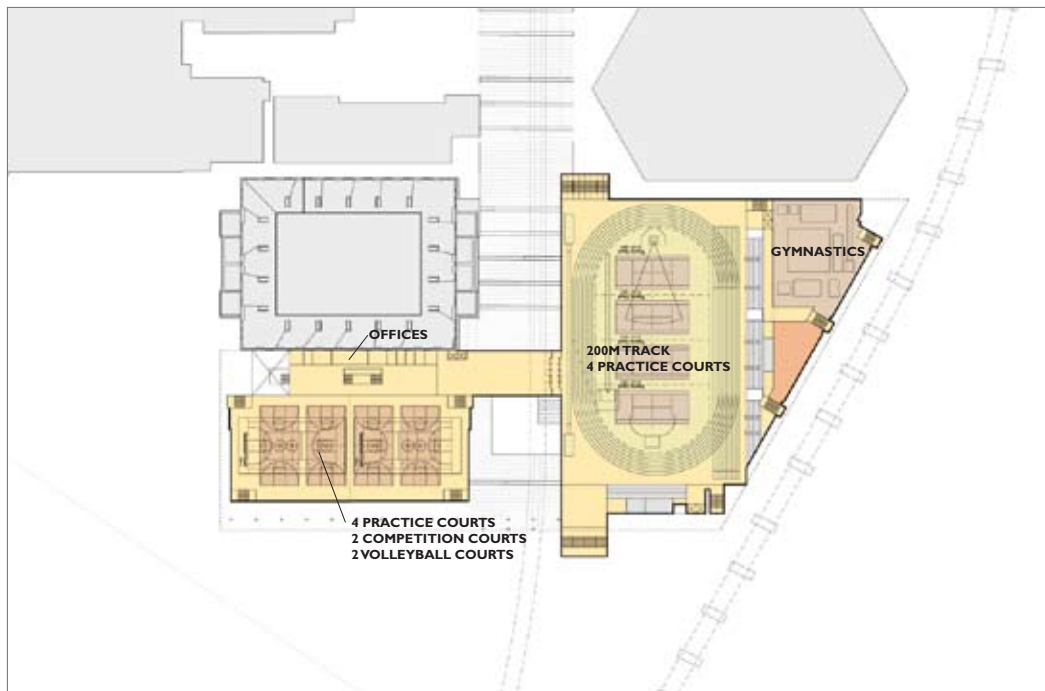 GYMNASTICS
OFFICES
200M TRACK
4 PRACTICE COURTS
4 PRACTICE COURTS
2 COMPETITION COURTS
2 VOLLEYBALL COURTS